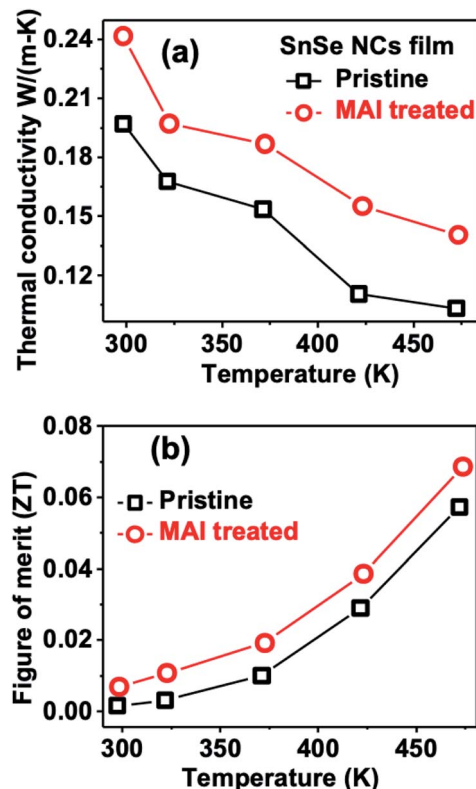 0.24
0.21
0.18
0.15
0.12
Thermal conductivity W/(m-K)
(a)
SnSe NCs film
Pristine
MAI treated
300 350 400 450
Temperature (K)
0.08
0.06
0.04
0.02
0.00
Figure of merit (ZT)
(b)
Pristine
MAI treated
300 350 400 450
Temperature (K)